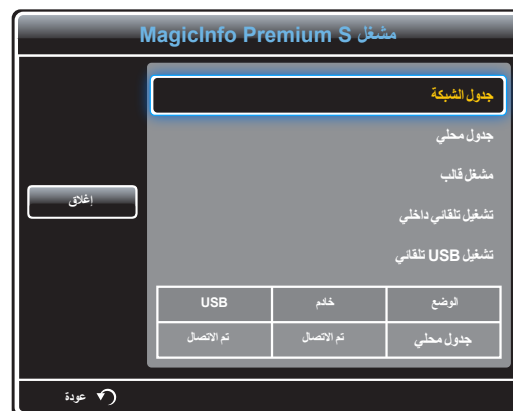 مشغل MagicInfo Premium S
جدول الشبكة
جدول محلي
مشغل قالب
تشغيل تلقائي داخلي
تشغيل USB تلقائي
إغلاق
الوضع خادم USB
جدول محلي تم الاتصال تم الاتصال
عودة